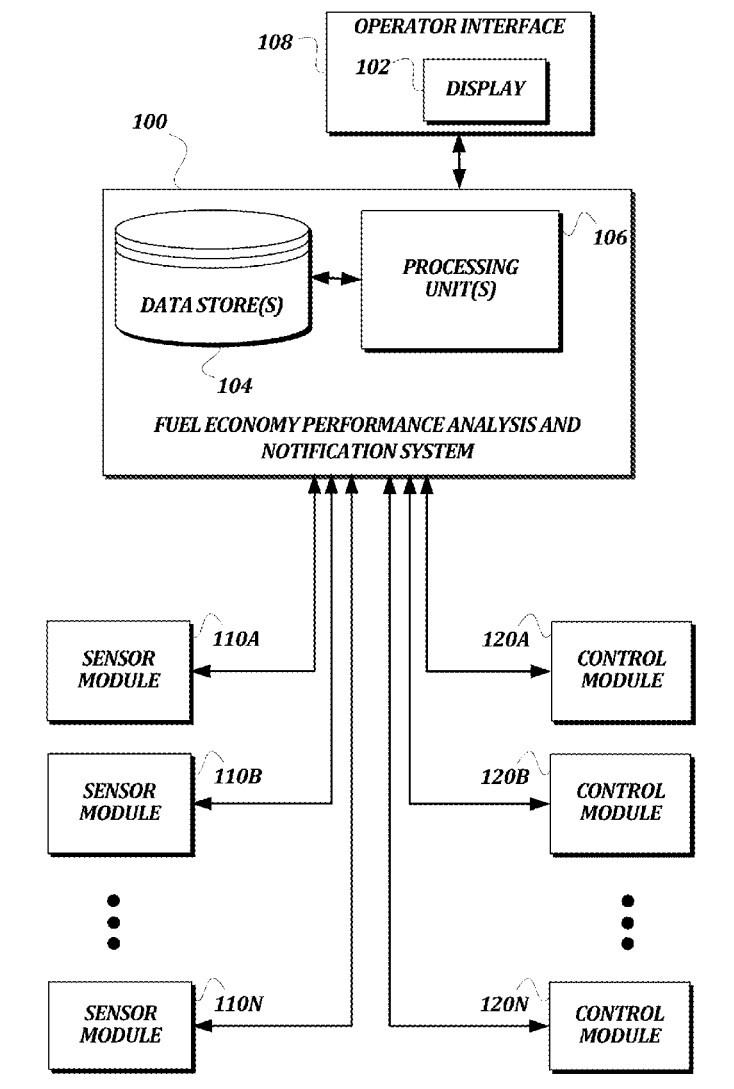 OPERATOR INTERFACE
108
102
DISPLAY
100
106
PROCESSING
UNIT(S)
DATA STORE(S)
104
FUEL ECONOMY PERFORMANCE ANALYSIS AND
NOTIFICATION SYSTEM
110A
SENSOR
MODULE
120A
CONTROL
MODULE
110B
SENSOR
MODULE
120B
CONTROL
MODULE
110N
SENSOR
MODULE
120N
CONTROL
MODULE